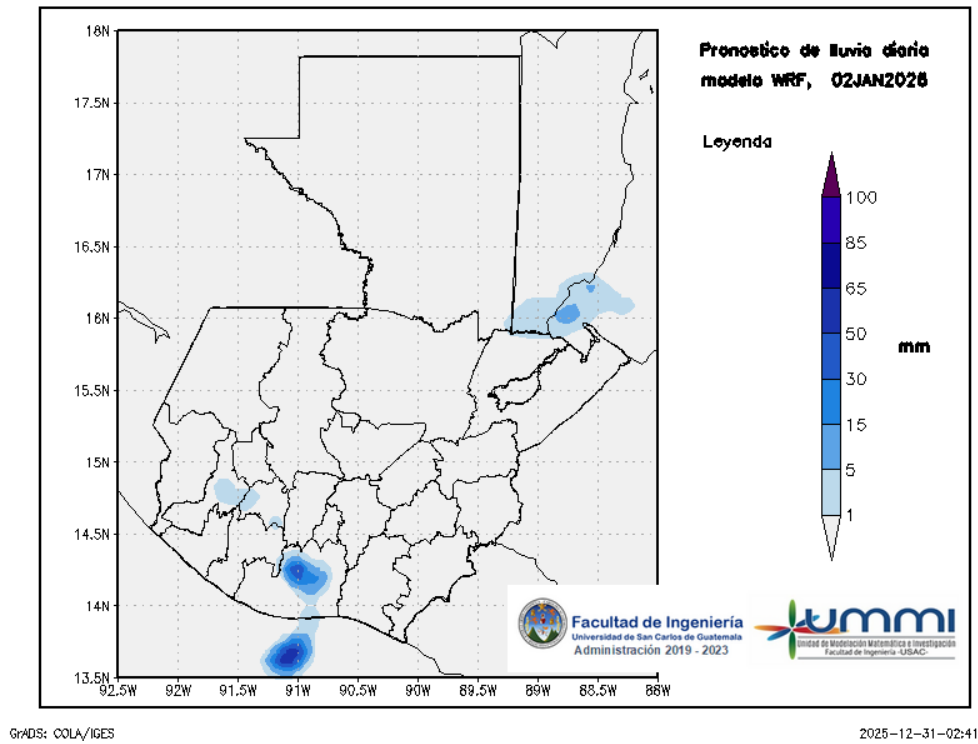 Pronostico de lluvia diaria
modelo WRF, 02JAN2026
Leyenda
100
85
65
50
30
15
5
1
mm
18N
17.5N
17N
16.5N
16N
15.5N
15N
14.5N
14N
13.5N
92.5W 92W 91.5W 91W 90.5W 90W 89.5W 89W 88.5W 88W
Facultad de Ingeniería
Universidad de San Carlos de Guatemala
Administración 2019 - 2023
ummi
Unidad de Modelación Matemática e Investigación
Facultad de Ingeniería -USAC-
GrADS: COLA/IGES
2025-12-31-02:41